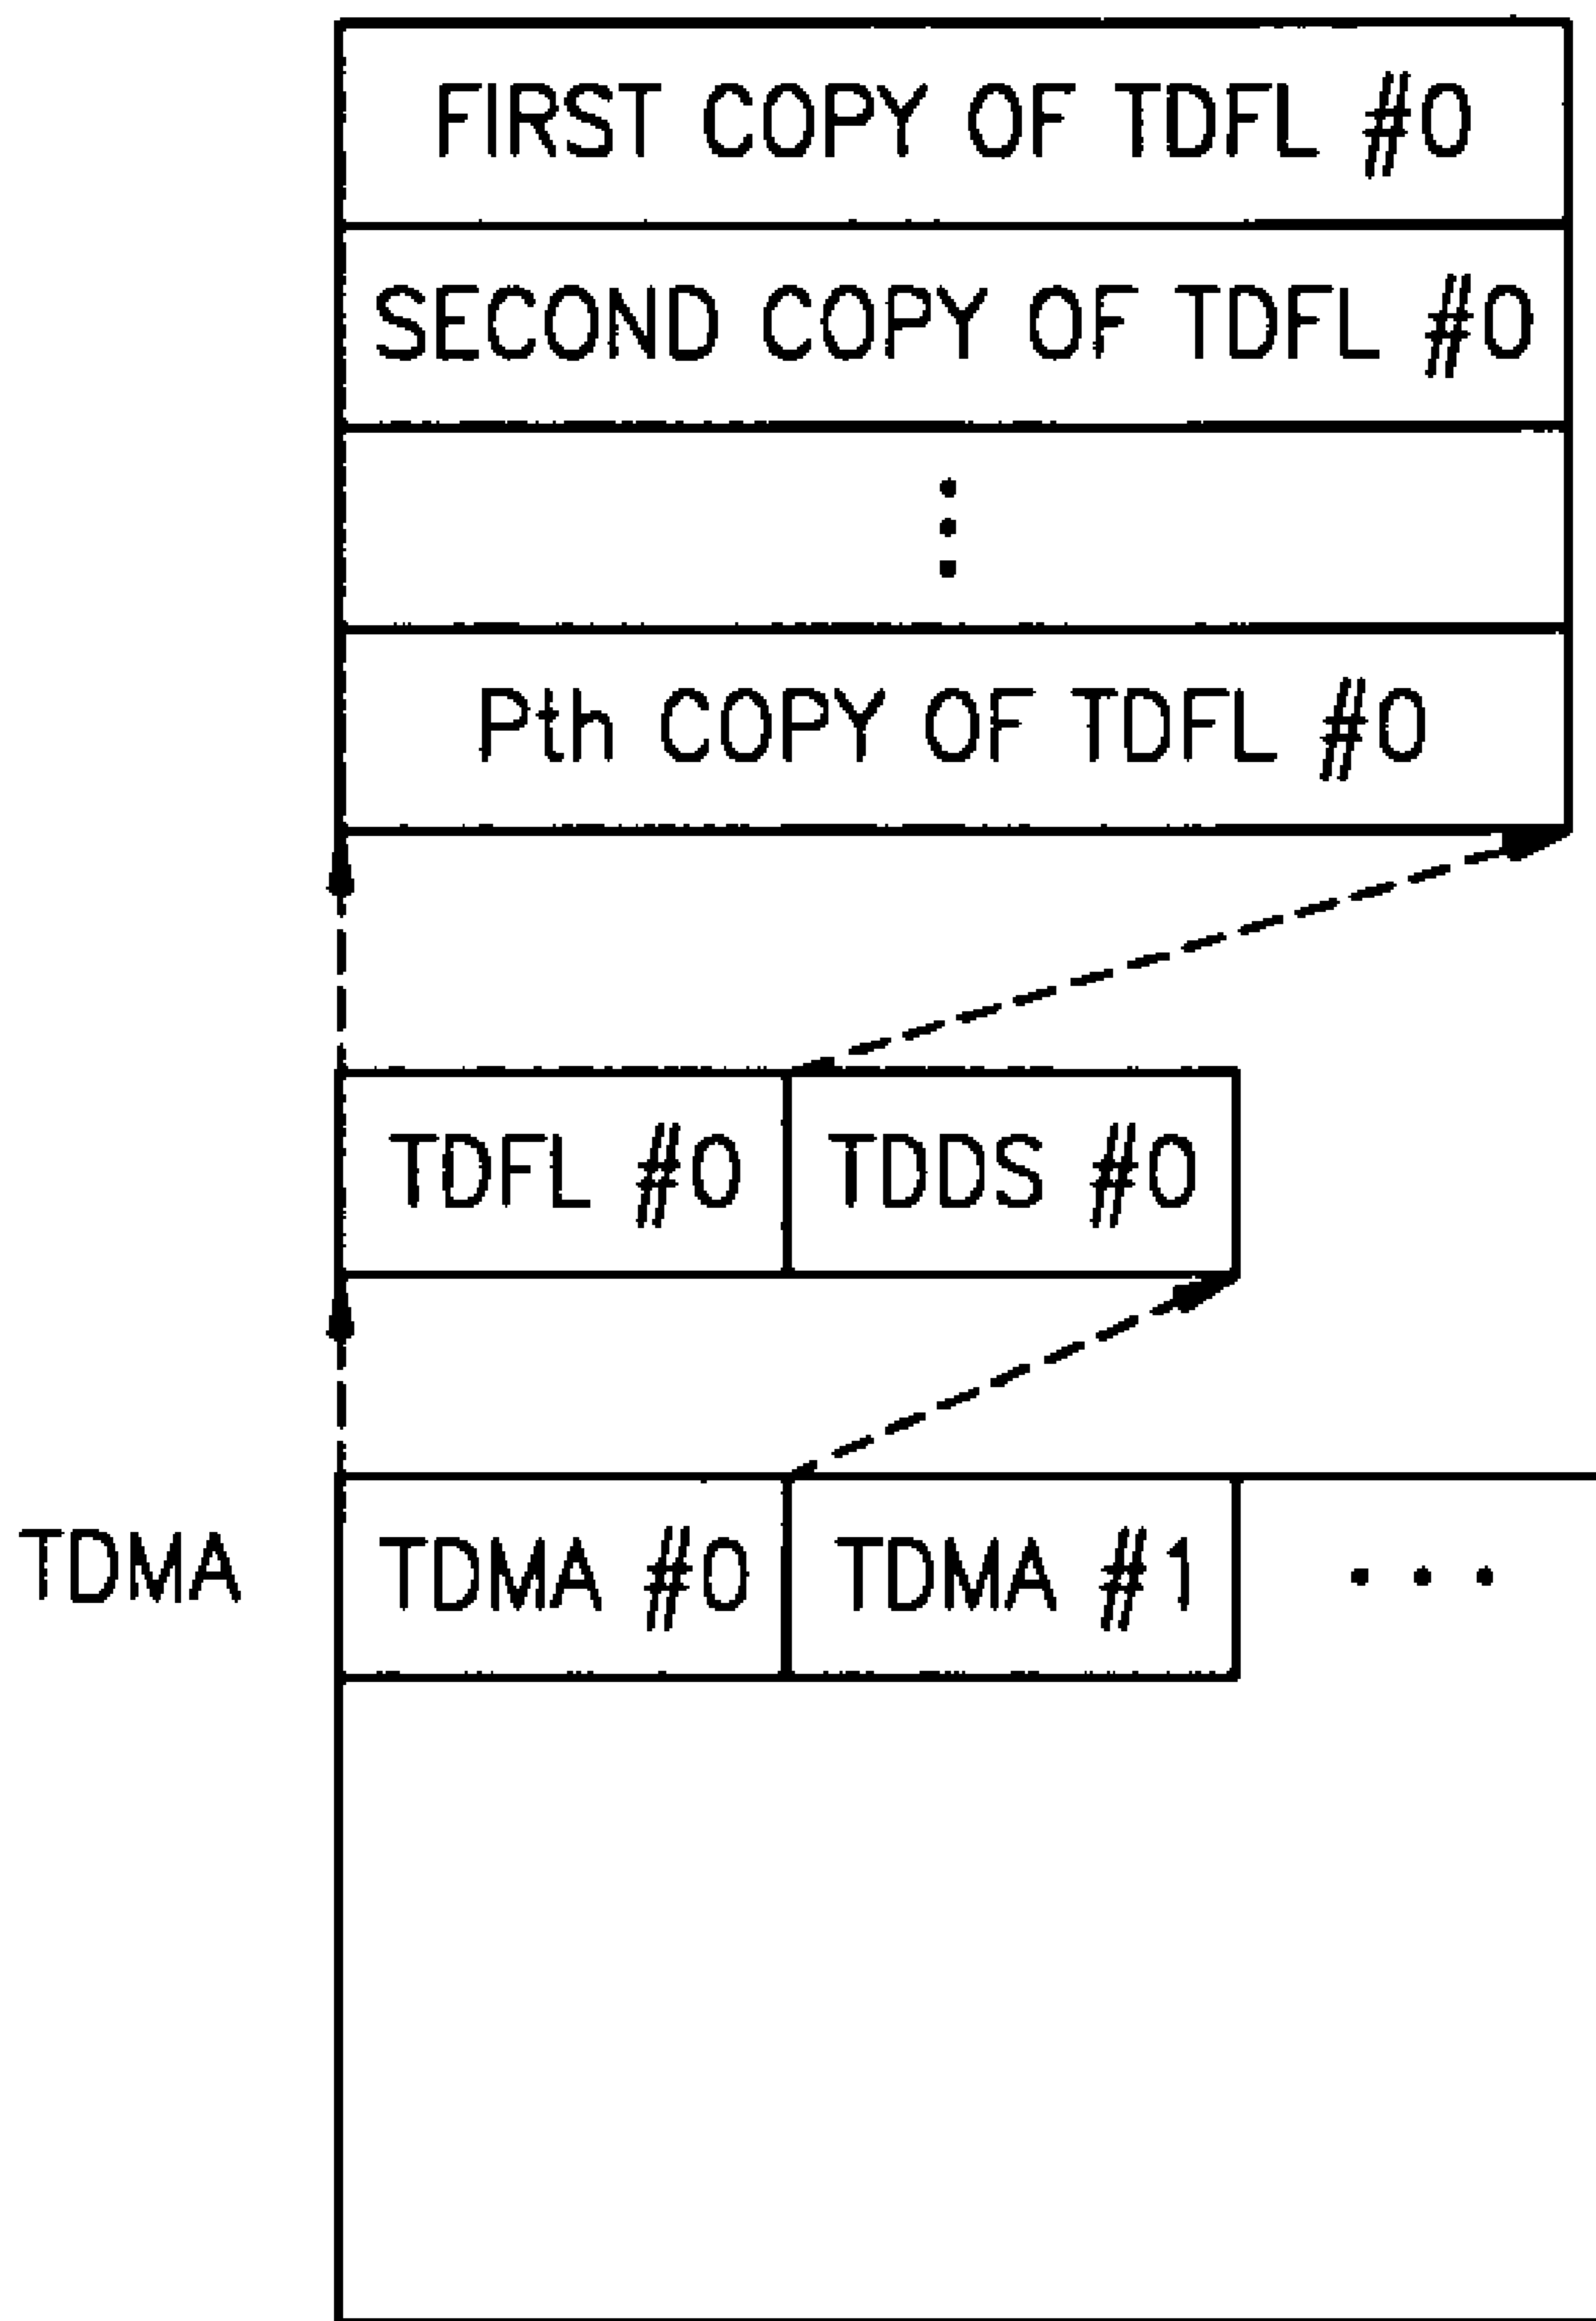 FIRST COPY OF TDFL #0
SECOND COPY OF TDFL #0
Pth COPY OF TDFL #0
TDFL #0 TDDS #0
TDMA TDMA #0 TDMA #1 ...